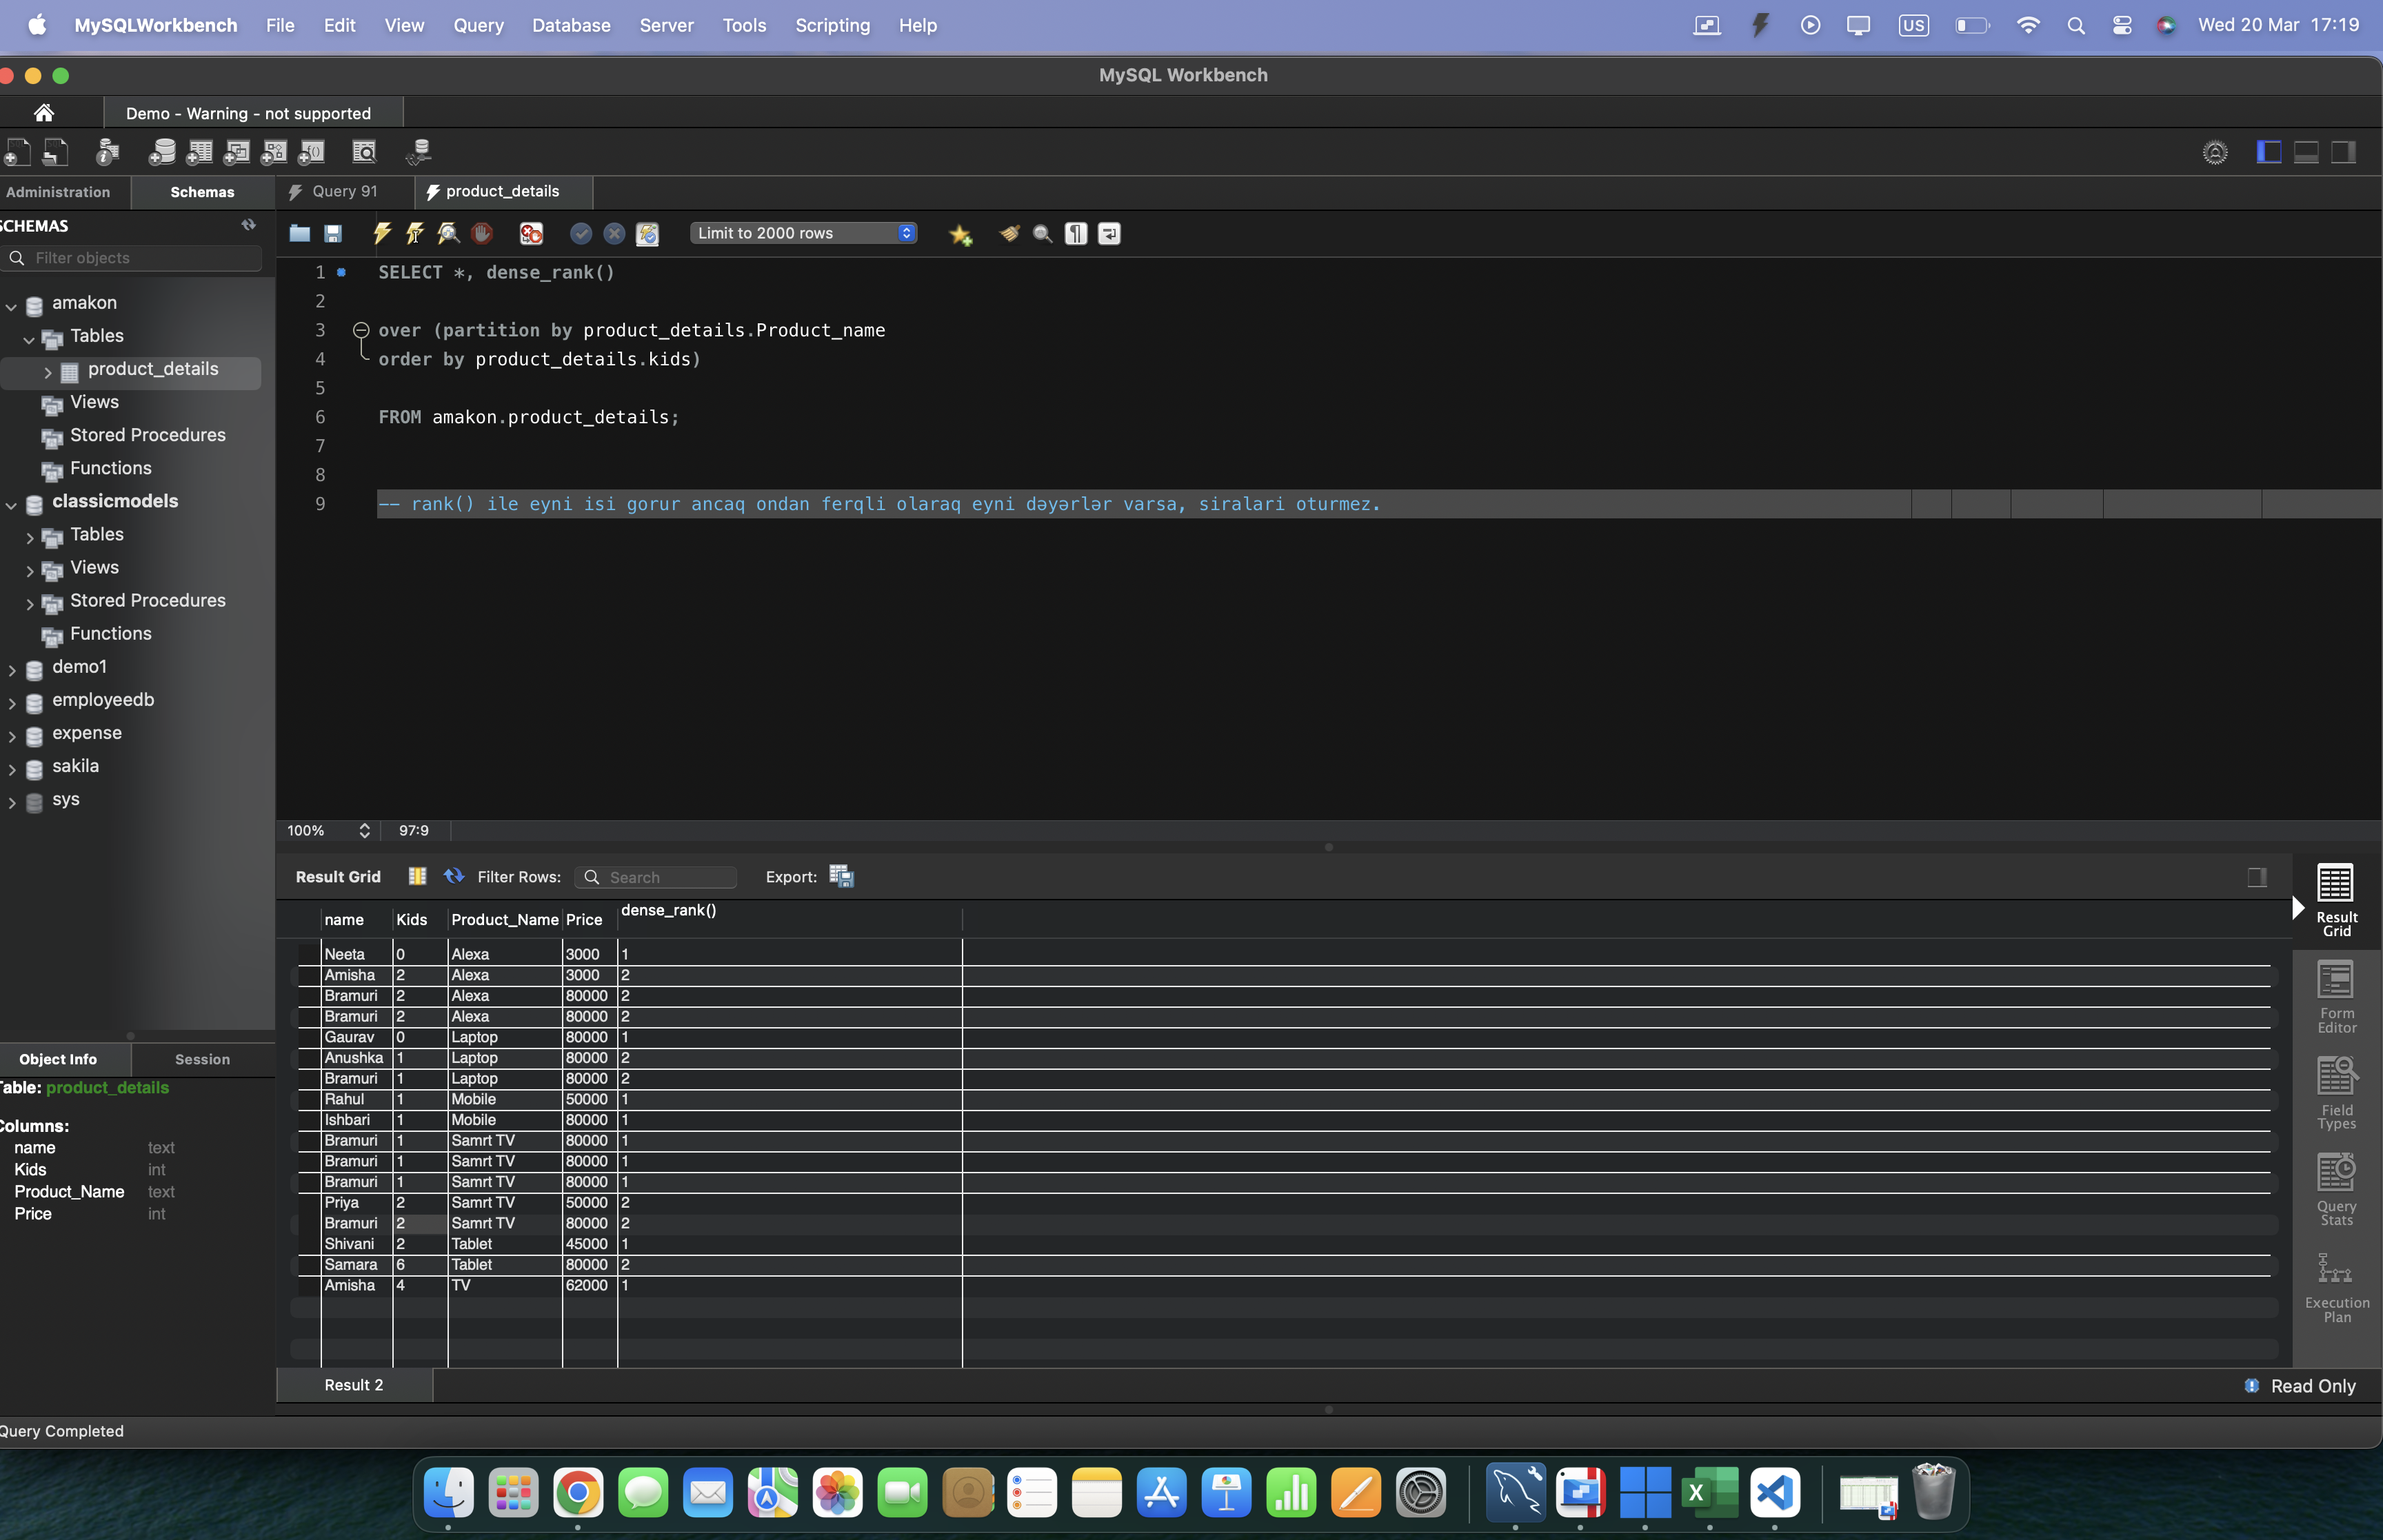 MySQLWorkbench File Edit View Query Database Server Tools Scripting Help US Wed 20 Mar 17:19
MySQL Workbench
Demo - Warning - not supported
Administration Schemas Query 91 product_details
SCHEMAS
Filter objects
Limit to 2000 rows
amakon
Tables
product_details
Views
Stored Procedures
Functions
classicmodels
Tables
Views
Stored Procedures
Functions
demo1
employeedb
expense
sakila
sys
1 SELECT *, dense_rank()
2
3 over (partition by product_details.Product_name
4 order by product_details.kids)
5
6 FROM amakon.product_details;
7
8
9 -- rank() ile eyni isi gorur ancaq ondan ferqli olaraq eyni dəyərlər varsa, siralari oturmez.
100% 97:9
Result Grid Filter Rows: Search Export:
name Kids Product_Name Price dense_rank()
Neeta 0 Alexa 3000 1
Amisha 2 Alexa 3000 2
Bramuri 2 Alexa 80000 2
Bramuri 2 Alexa 80000 2
Gaurav 0 Laptop 80000 1
Anushka 1 Laptop 80000 2
Bramuri 1 Laptop 80000 2
Rahul 1 Mobile 50000 1
Ishbari 1 Mobile 80000 1
Bramuri 1 Samrt TV 80000 1
Bramuri 1 Samrt TV 80000 1
Bramuri 1 Samrt TV 80000 1
Priya 2 Samrt TV 50000 2
Bramuri 2 Samrt TV 80000 2
Shivani 2 Tablet 45000 1
Samara 6 Tablet 80000 2
Amisha 4 TV 62000 1
Result
Grid
Form
Editor
Field
Types
Query
Stats
Execution
Plan
Object Info Session
Table: product_details
Columns:
name text
Kids int
Product_Name text
Price int
Result 2
Read Only
Query Completed